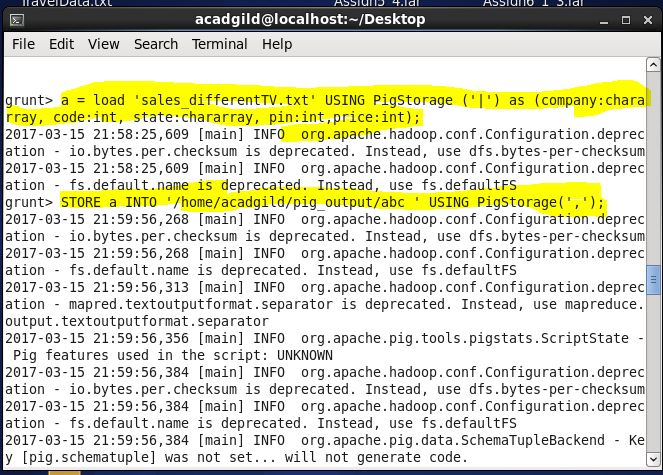 TravelData.txt
Assign5_4.jar
Assign6_1_3.jar
acadgild@localhost:~/Desktop
File Edit View Search Terminal Help
grunt> a = load 'sales_differentTV.txt' USING PigStorage ('|') as (company:chara
rray, code:int, state:chararray, pin:int,price:int);
2017-03-15 21:58:25,609 [main] INFO  org.apache.hadoop.conf.Configuration.deprec
ation - io.bytes.per.checksum is deprecated. Instead, use dfs.bytes-per-checksum
2017-03-15 21:58:25,609 [main] INFO  org.apache.hadoop.conf.Configuration.deprec
ation - fs.default.name is deprecated. Instead, use fs.defaultFS
grunt> STORE a INTO '/home/acadgild/pig_output/abc ' USING PigStorage(',');
2017-03-15 21:59:56,268 [main] INFO  org.apache.hadoop.conf.Configuration.deprec
ation - io.bytes.per.checksum is deprecated. Instead, use dfs.bytes-per-checksum
2017-03-15 21:59:56,268 [main] INFO  org.apache.hadoop.conf.Configuration.deprec
ation - fs.default.name is deprecated. Instead, use fs.defaultFS
2017-03-15 21:59:56,313 [main] INFO  org.apache.hadoop.conf.Configuration.deprec
ation - mapred.textoutputformat.separator is deprecated. Instead, use mapreduce.
output.textoutputformat.separator
2017-03-15 21:59:56,356 [main] INFO  org.apache.pig.tools.pigstats.ScriptState -
 Pig features used in the script: UNKNOWN
2017-03-15 21:59:56,384 [main] INFO  org.apache.hadoop.conf.Configuration.deprec
ation - io.bytes.per.checksum is deprecated. Instead, use dfs.bytes-per-checksum
2017-03-15 21:59:56,384 [main] INFO  org.apache.hadoop.conf.Configuration.deprec
ation - fs.default.name is deprecated. Instead, use fs.defaultFS
2017-03-15 21:59:56,384 [main] INFO  org.apache.pig.data.SchemaTupleBackend - Ke
y [pig.schematuple] was not set... will not generate code.